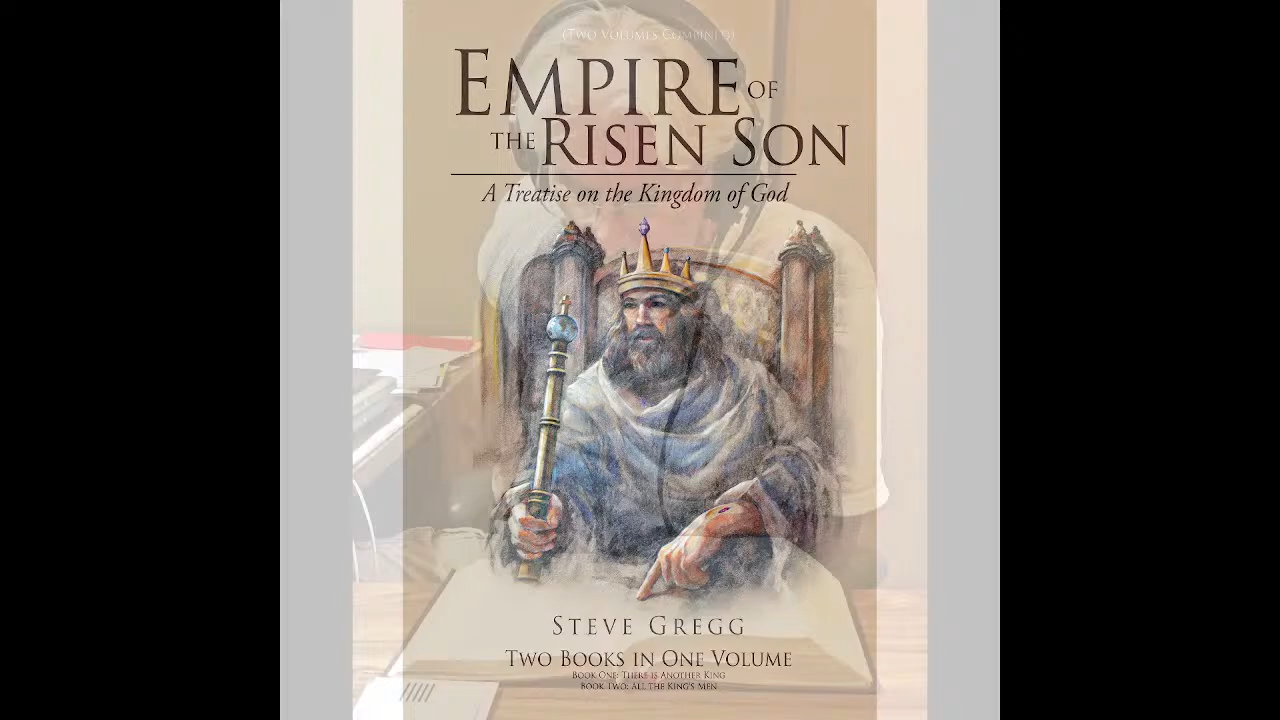 (TWO VOLUMES COMBINED)
EMPIRE OF
THE RISEN SON
A Treatise on the Kingdom of God
STEVE GREGG
TWO BOOKS IN ONE VOLUME
BOOK ONE: THERE IS ANOTHER KING
BOOK TWO: ALL THE KING'S MEN